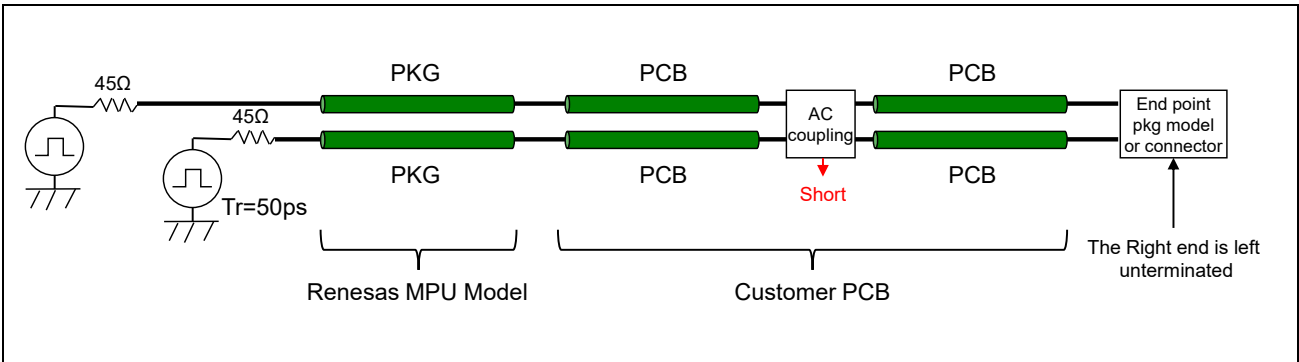 PKG
PCB
PCB
45Ω
45Ω
AC
coupling
End point
pkg model
or connector
PKG
PCB
PCB
Short
Tr=50ps
The Right end is left
unterminated
Renesas MPU Model
Customer PCB